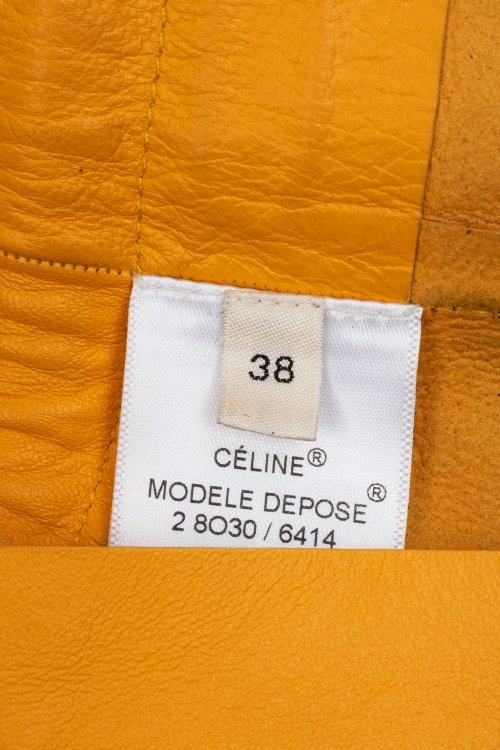 38
CÉLINE®
MODELE DEPOSE®
2 8O30 / 6414